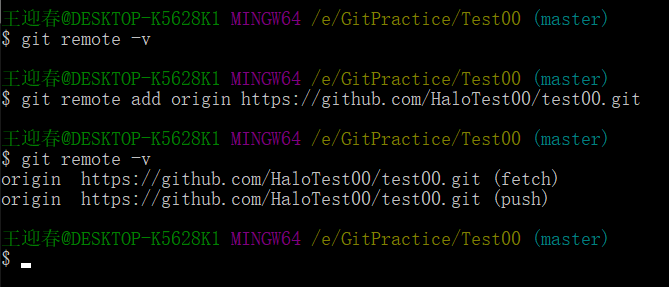 王迎春@DESKTOP-K5628K1 MINGW64 /e/GitPractice/Test00 (master)
$ git remote -v
王迎春@DESKTOP-K5628K1 MINGW64 /e/GitPractice/Test00 (master)
$ git remote add origin https://github.com/HaloTest00/test00.git
王迎春@DESKTOP-K5628K1 MINGW64 /e/GitPractice/Test00 (master)
$ git remote -v
origin  https://github.com/HaloTest00/test00.git (fetch)
origin  https://github.com/HaloTest00/test00.git (push)
王迎春@DESKTOP-K5628K1 MINGW64 /e/GitPractice/Test00 (master)
$